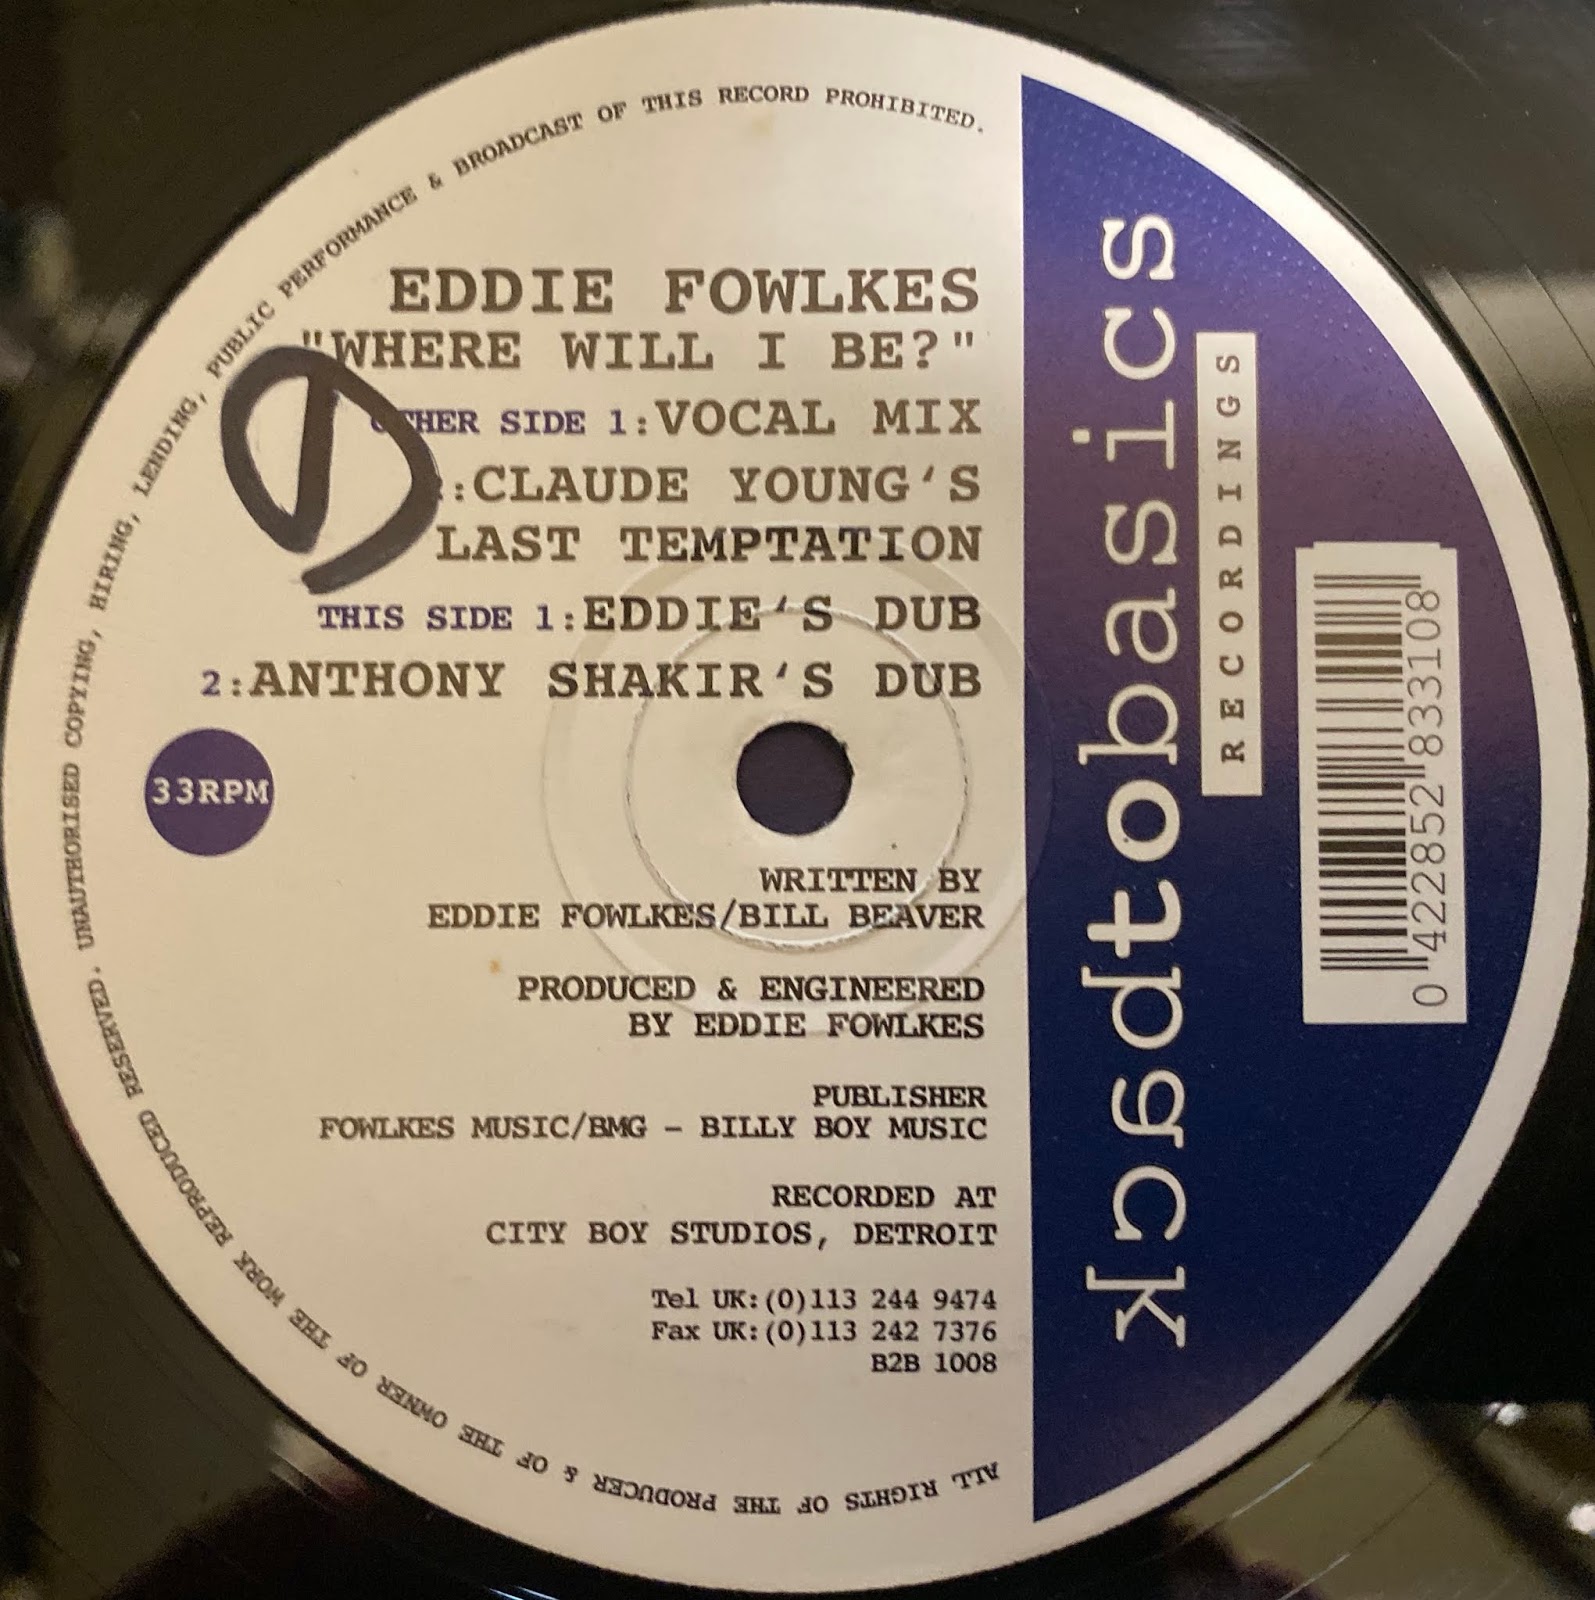 EDDIE FOWLKES
"WHERE WILL I BE?"
OTHER SIDE 1:VOCAL MIX
:CLAUDE YOUNG'S
LAST TEMPTATION
THIS SIDE 1:EDDIE'S DUB
2:ANTHONY SHAKIR'S DUB
33RPM
WRITTEN BY
EDDIE FOWLKES/BILL BEAVER
PRODUCED & ENGINEERED
BY EDDIE FOWLKES
PUBLISHER
FOWLKES MUSIC/BMG - BILLY BOY MUSIC
RECORDED AT
CITY BOY STUDIOS, DETROIT
Tel UK:(0)113 244 9474
Fax UK:(0)113 242 7376
B2B 1008
backtobasics
RECORDINGS
0 422852 833108
ALL RIGHTS OF THE PRODUCER & OF THE OWNER OF THE WORK REPRODUCED RESERVED. UNAUTHORISED COPYING, HIRING, LENDING, PUBLIC PERFORMANCE & BROADCAST OF THIS RECORD PROHIBITED.